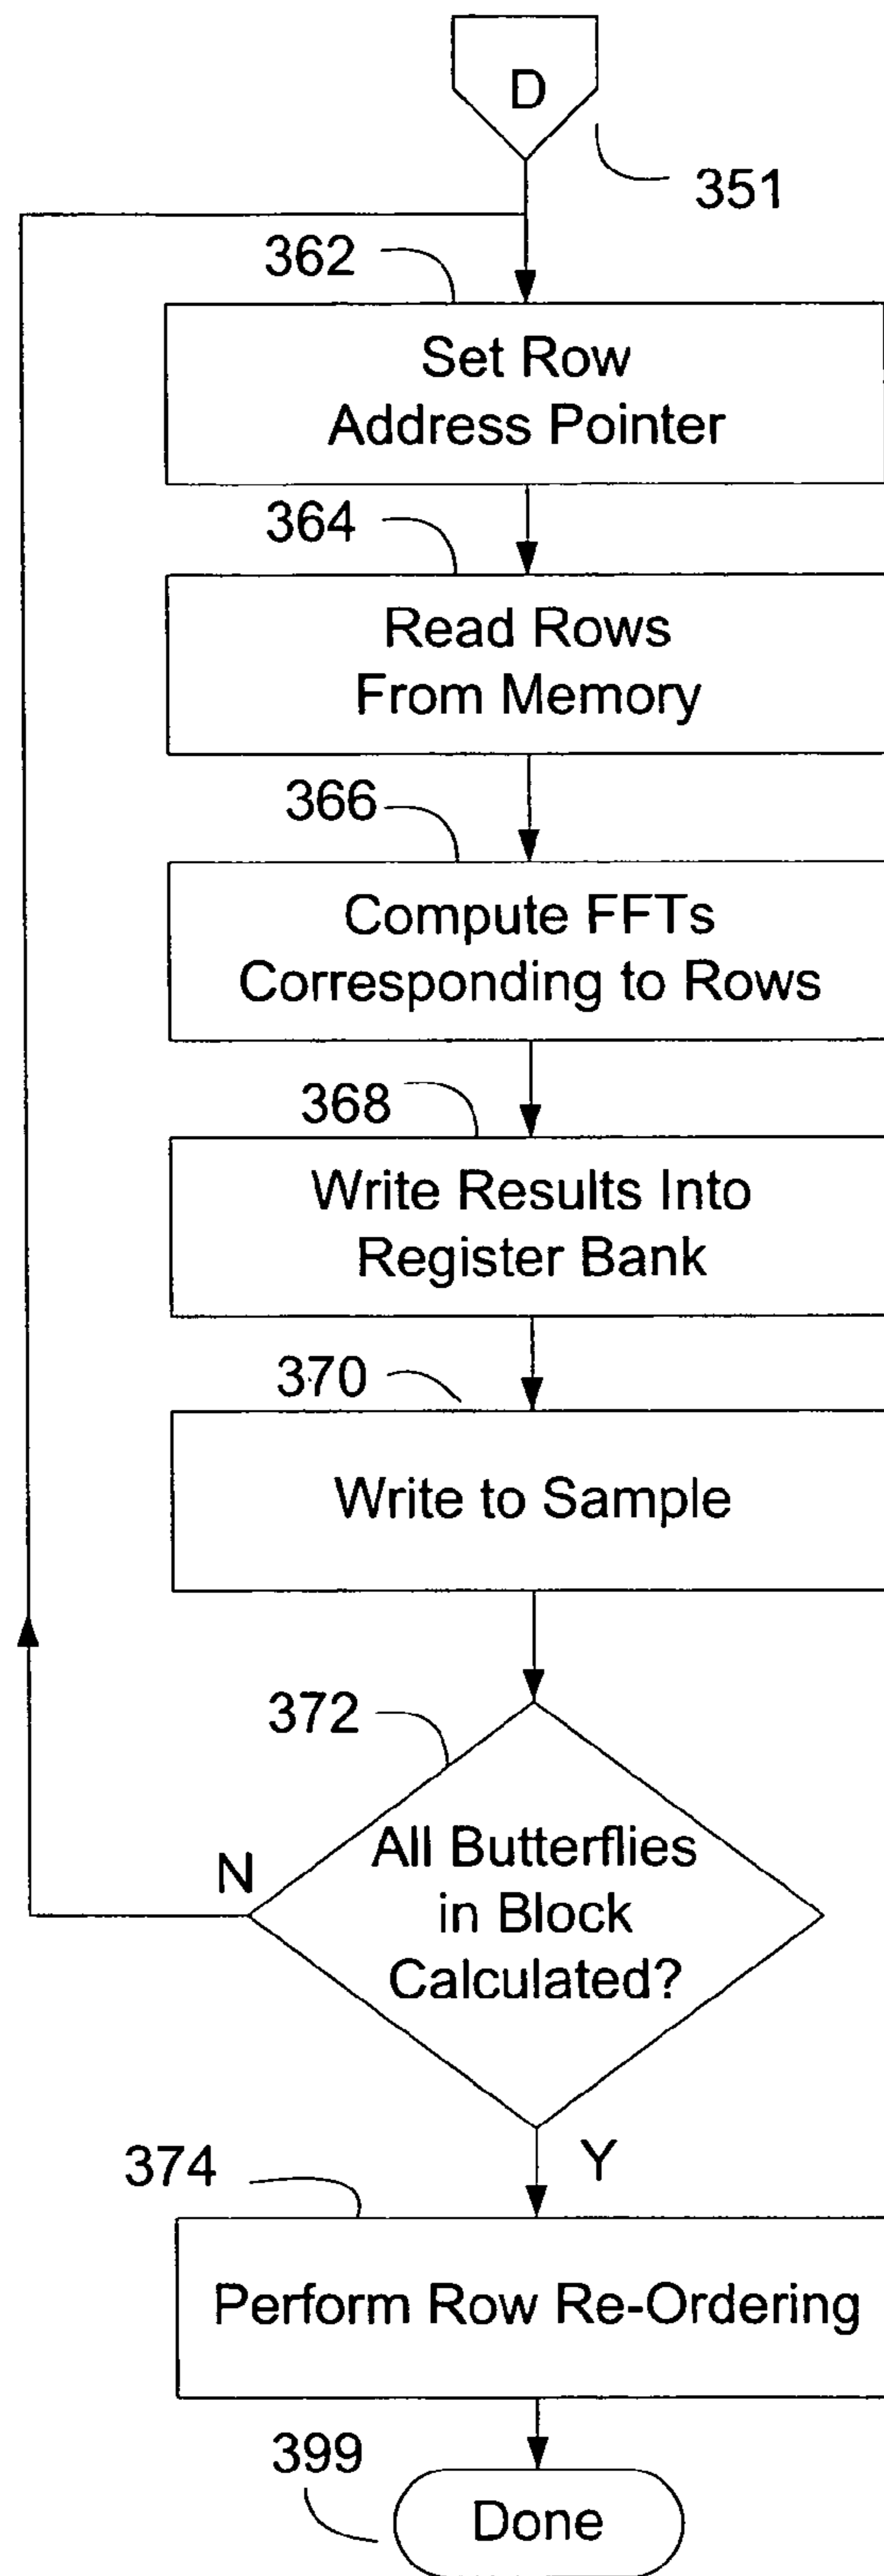 D
351
362
Set Row
Address Pointer
364
Read Rows
From Memory
366
Compute FFTs
Corresponding to Rows
368
Write Results Into
Register Bank
370
Write to Sample
372
All Butterflies
in Block
Calculated?
N
Y
374
Perform Row Re-Ordering
399
Done